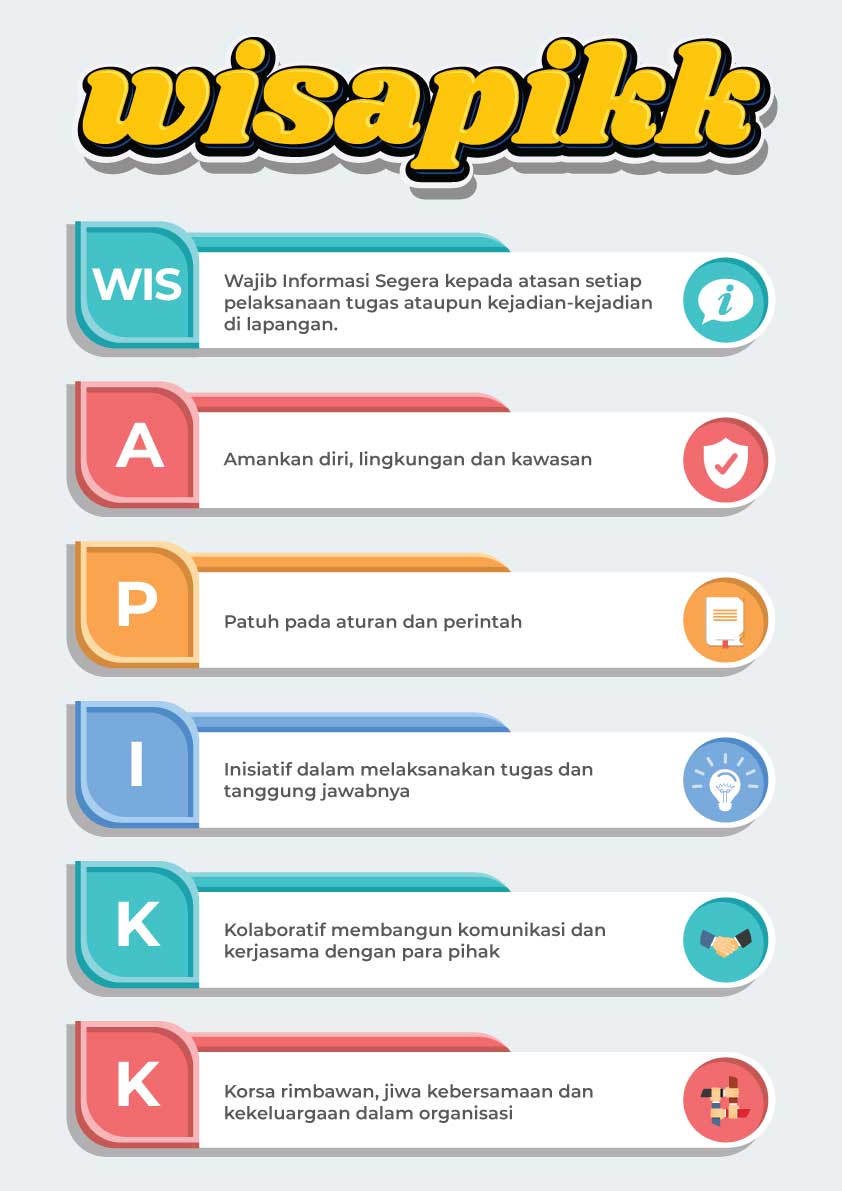 wisapikk
WIS
Wajib Informasi Segera kepada atasan setiap
pelaksanaan tugas ataupun kejadian-kejadian
di lapangan.
i
A
Amankan diri, lingkungan dan kawasan
P
Patuh pada aturan dan perintah
I
Inisiatif dalam melaksanakan tugas dan
tanggung jawabnya
K
Kolaboratif membangun komunikasi dan
kerjasama dengan para pihak
K
Korsa rimbawan, jiwa kebersamaan dan
kekeluargaan dalam organisasi